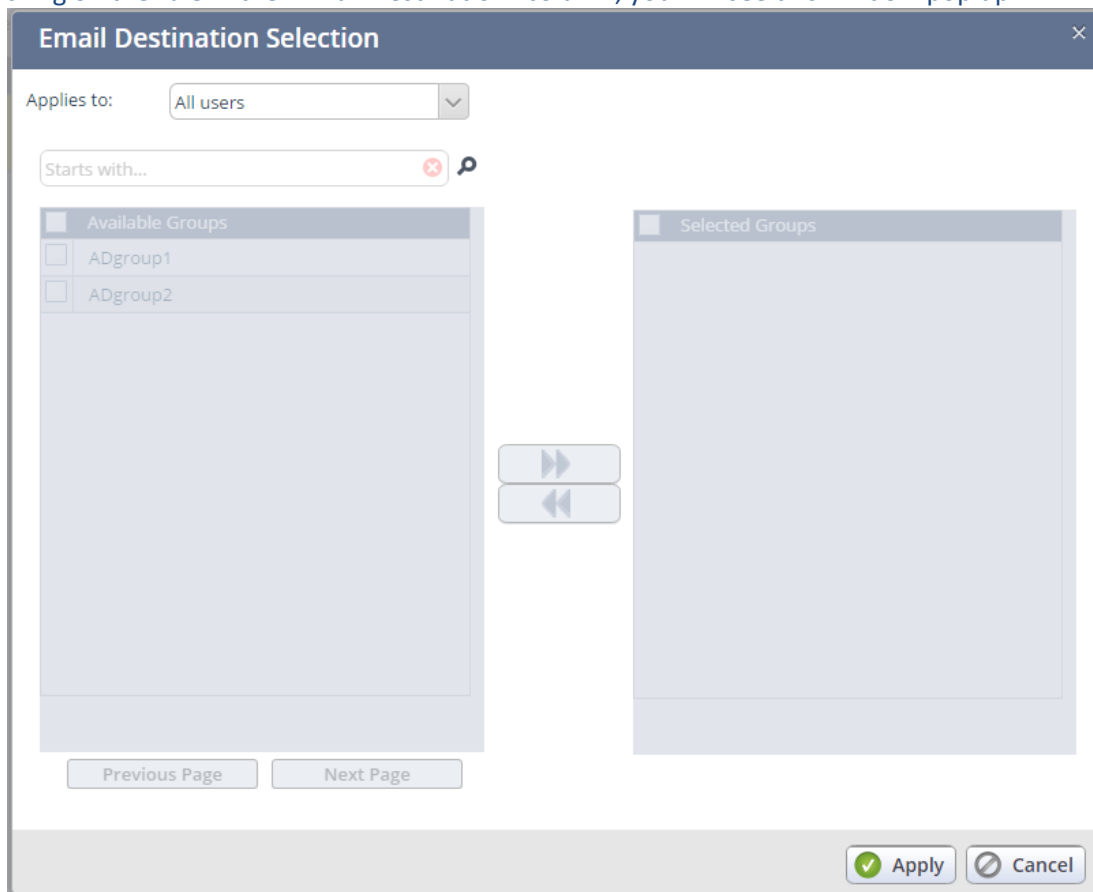 Email Destination Selection
Applies to:
All users
Starts with...
Available Groups
Selected Groups
ADgroup1
ADgroup2
Previous Page
Next Page
Apply
Cancel